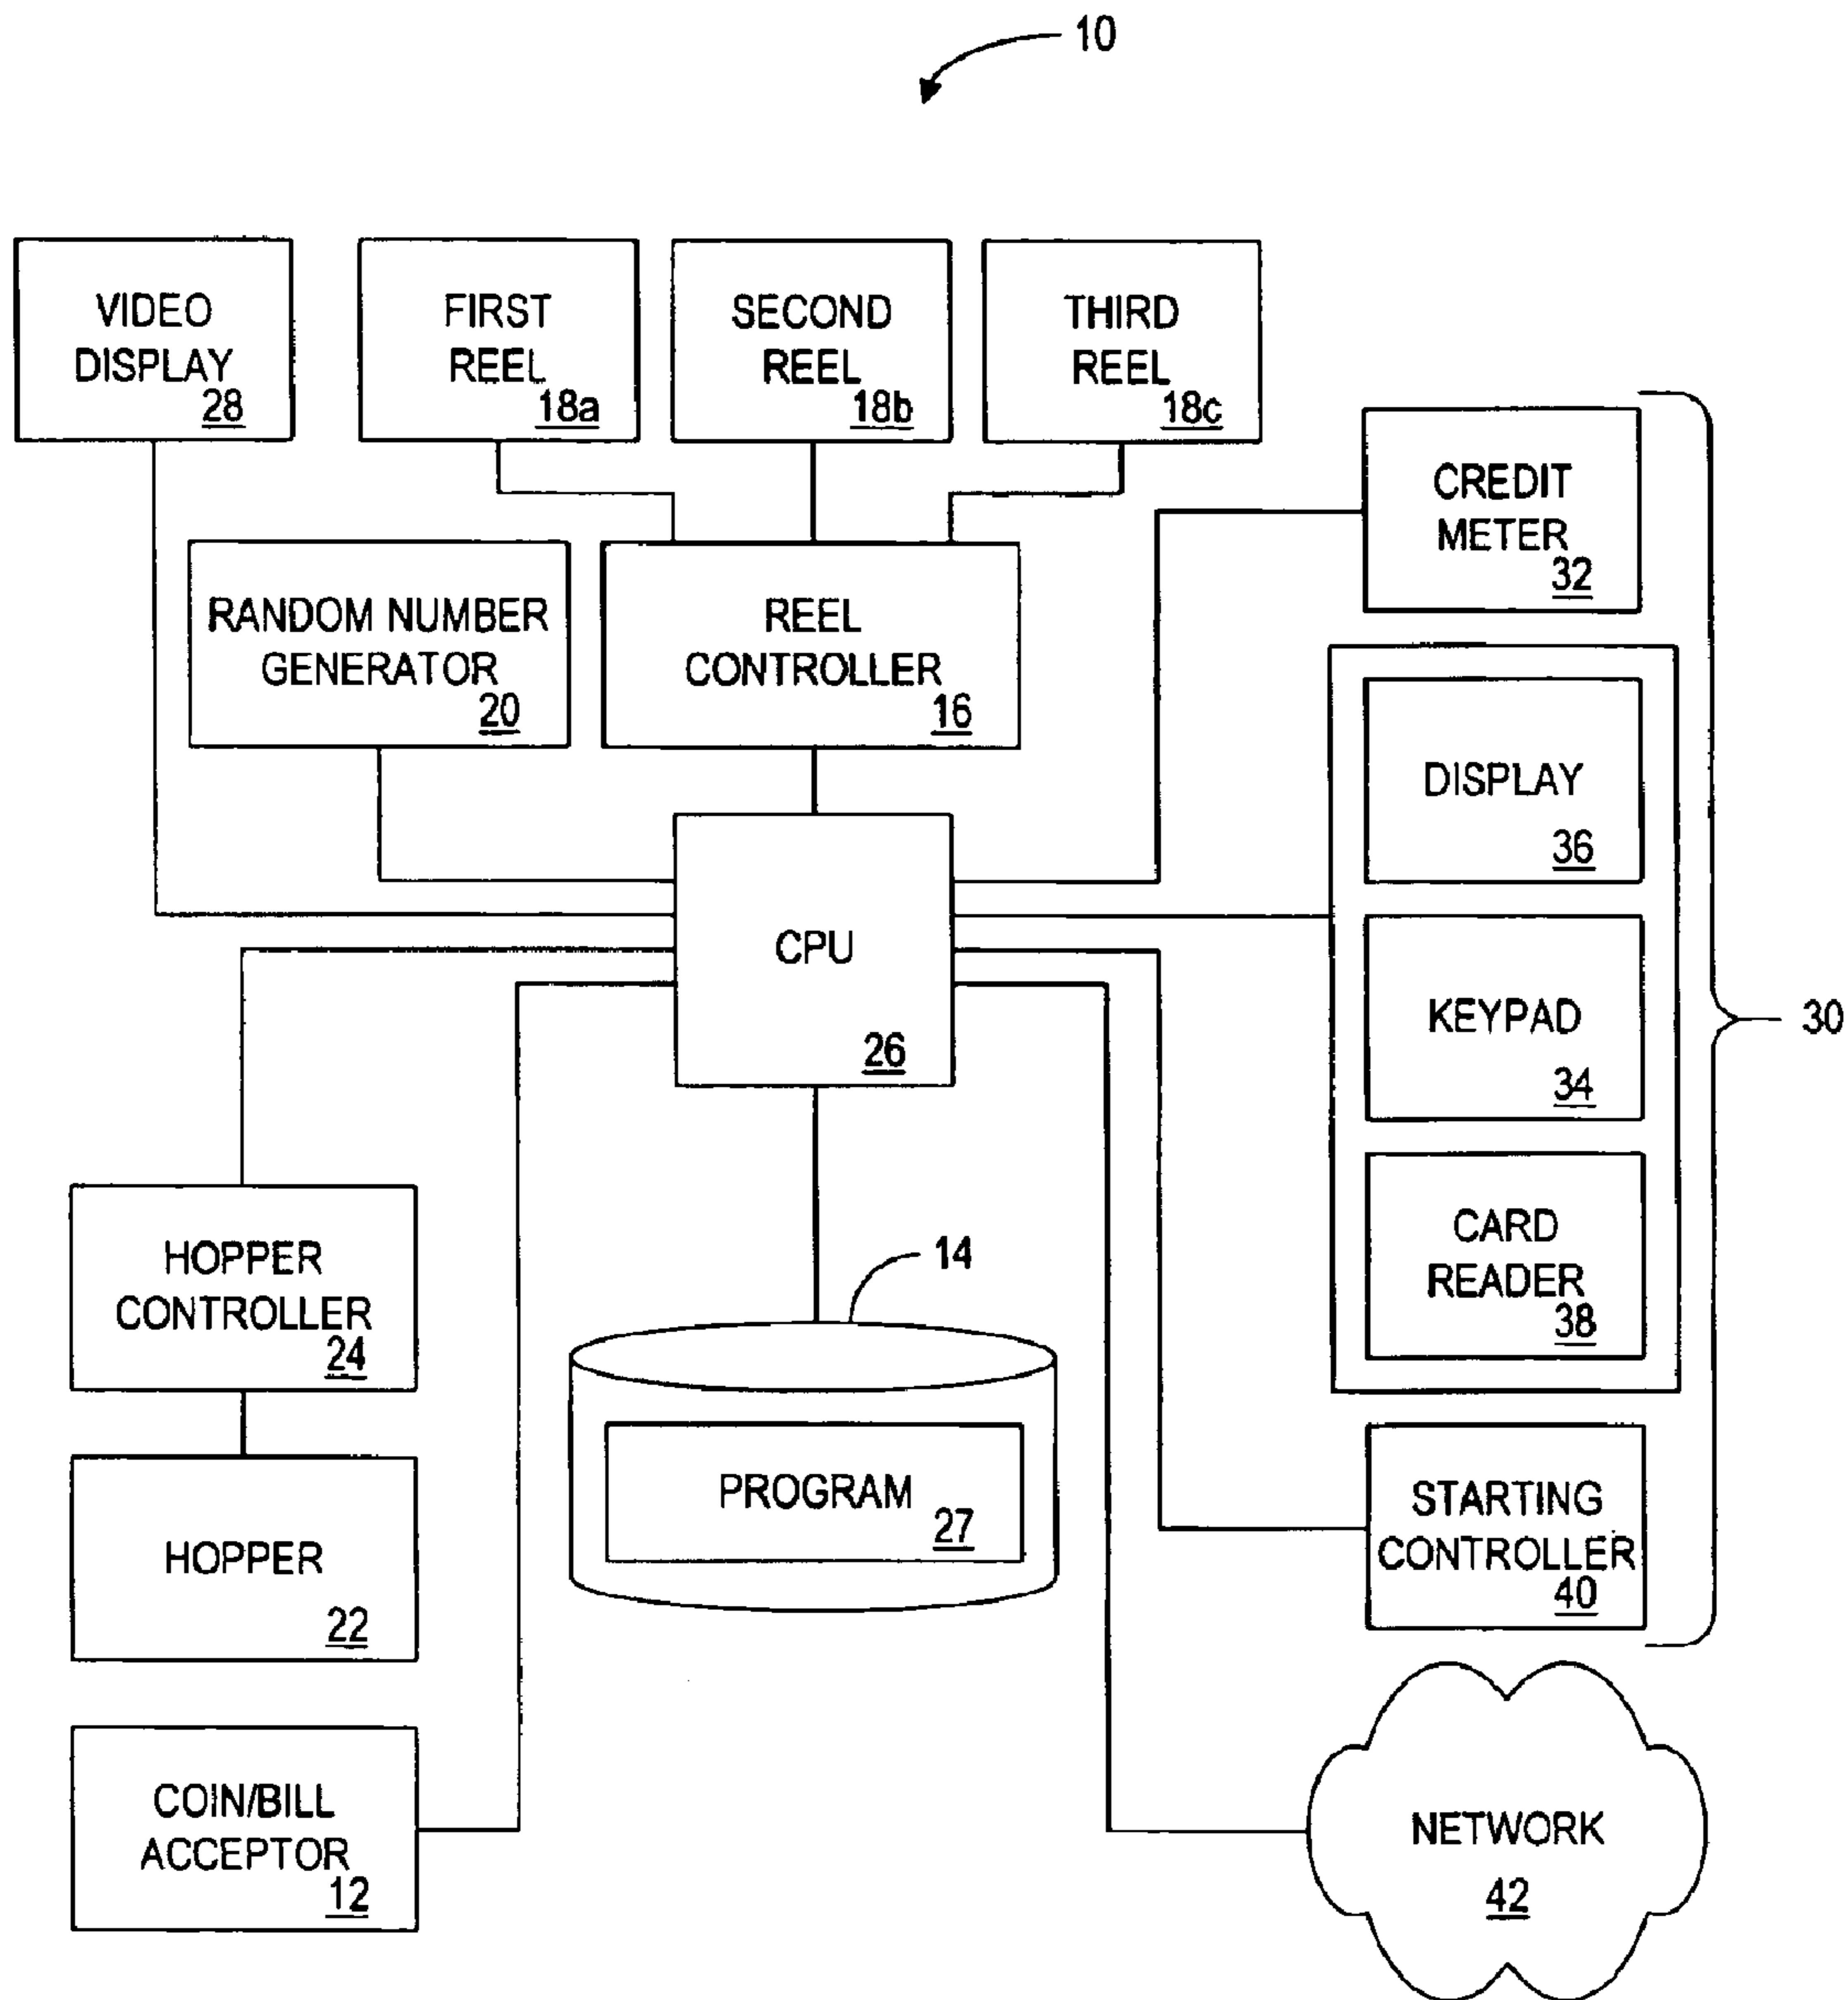 10
VIDEO
DISPLAY
28
FIRST
REEL
18a
SECOND
REEL
18b
THIRD
REEL
18c
CREDIT
METER
32
RANDOM NUMBER
GENERATOR
20
REEL
CONTROLLER
16
DISPLAY
36
CPU
26
KEYPAD
34
30
CARD
READER
38
HOPPER
CONTROLLER
24
14
PROGRAM
27
HOPPER
22
STARTING
CONTROLLER
40
COIN/BILL
ACCEPTOR
12
NETWORK
42